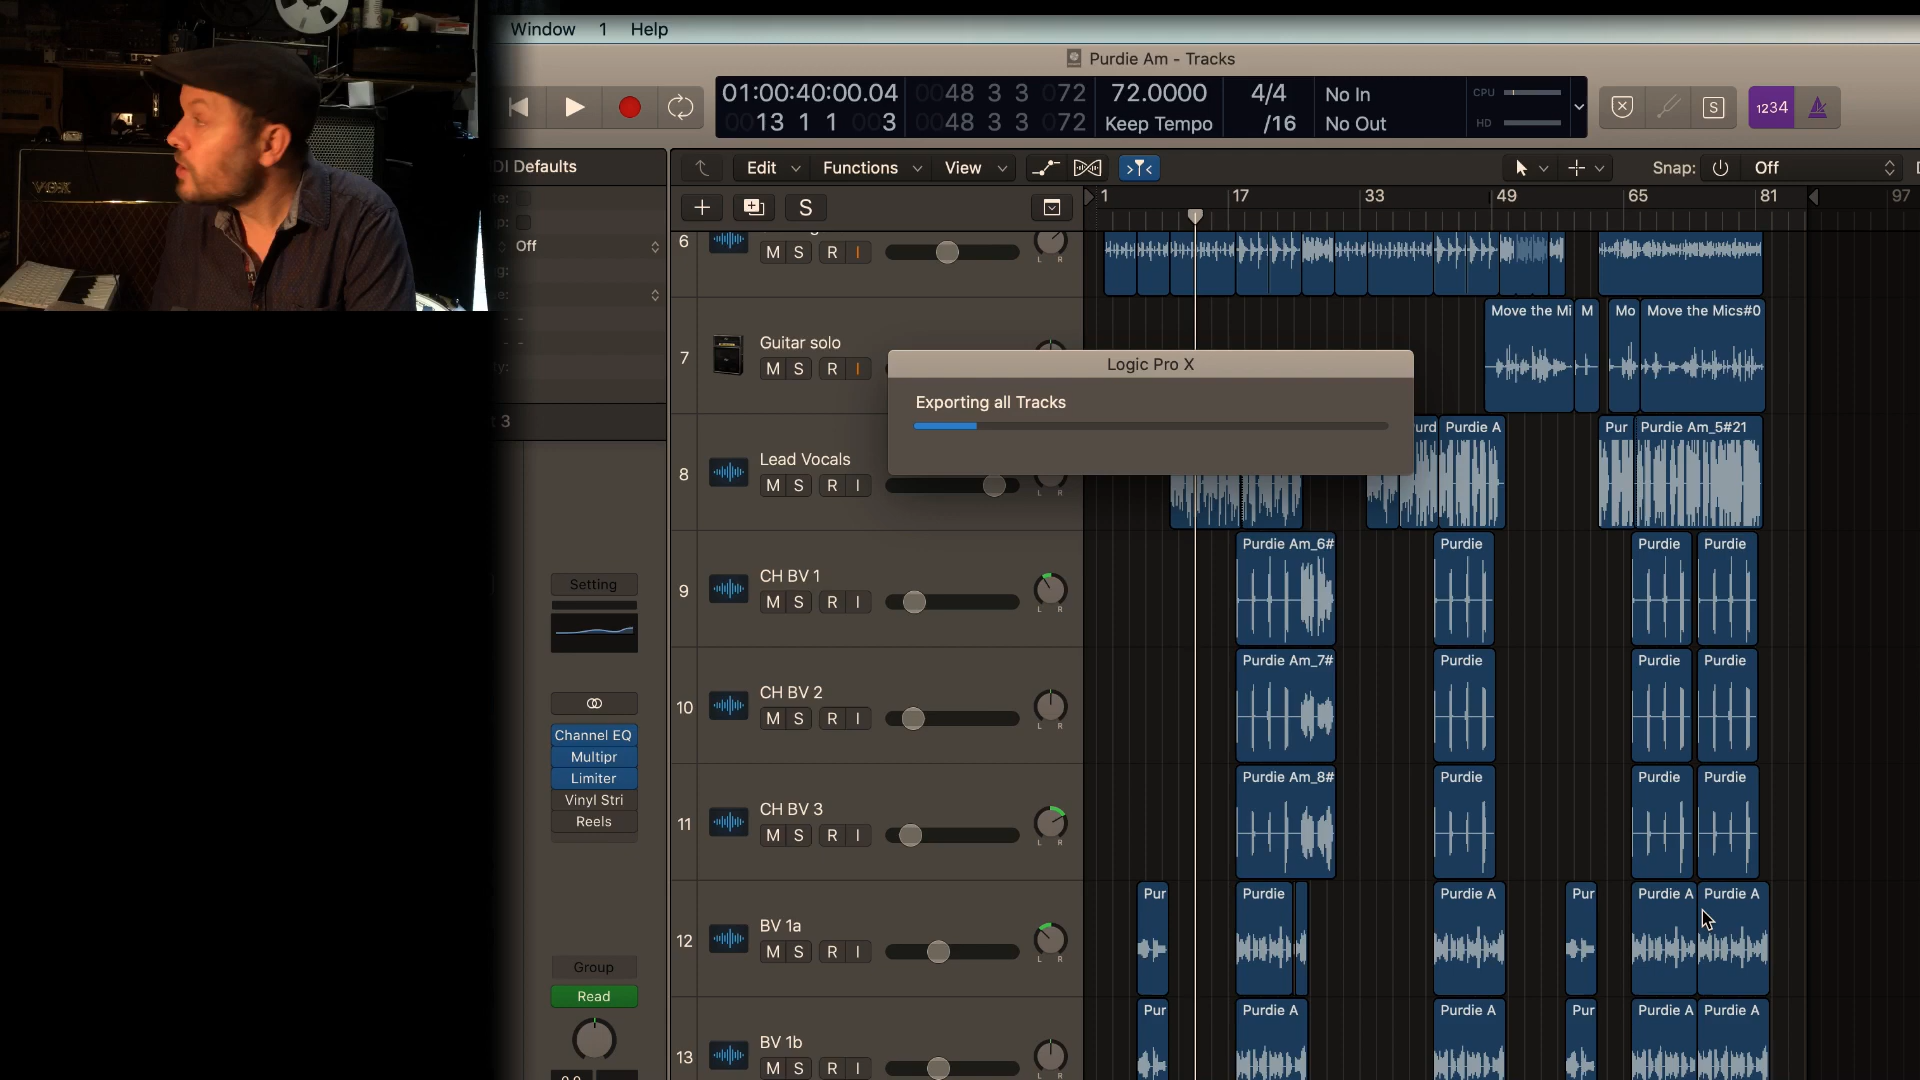 Window 1 Help
Purdie Am - Tracks
01:00:40:00.04 0048 3 3 072 72.0000 4/4 No In CPU
0013 1 1 003 0048 3 3 072 Keep Tempo /16 No Out HD
S 1234
VOX
DI Defaults
Edit Functions View Snap: Off
S
1 17 33 49 65 81 97
Off
6 M S R I L R
7 Guitar solo
M S R I
Move the Mi M Mo Move the Mics#0
Logic Pro X
Exporting all Tracks
t 3
8 Lead Vocals
M S R I L R
urd Purdie A Pur Purdie Am_5#21
9 CH BV 1
M S R I L R
Purdie Am_6# Purdie Purdie Purdie
10 CH BV 2
M S R I L R
Purdie Am_7# Purdie Purdie Purdie
11 CH BV 3
M S R I L R
Purdie Am_8# Purdie Purdie Purdie
12 BV 1a
M S R I L R
Pur Purdie Purdie A Pur Purdie A Purdie A
13 BV 1b
M S R I L R
Pur Purdie A Purdie A Pur Purdie A Purdie A
Setting
Channel EQ
Multipr
Limiter
Vinyl Stri
Reels
Group
Read